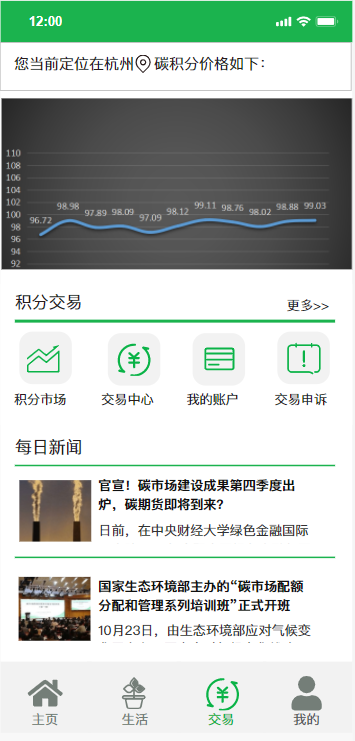 12:00
您当前定位在杭州 碳积分价格如下：
110
108
106
104
102
100
98
96
94
92
96.72 98.98 97.89 98.09 97.09 98.12 99.11 98.76 98.02 98.88 99.03
积分交易 更多>>
积分市场 交易中心 我的账户 交易申诉
每日新闻
官宣！碳市场建设成果第四季度出
炉，碳期货即将到来？
日前，在中央财经大学绿色金融国际
国家生态环境部主办的“碳市场配额
分配和管理系列培训班”正式开班
10月23日，由生态环境部应对气候变
主页 生活 交易 我的